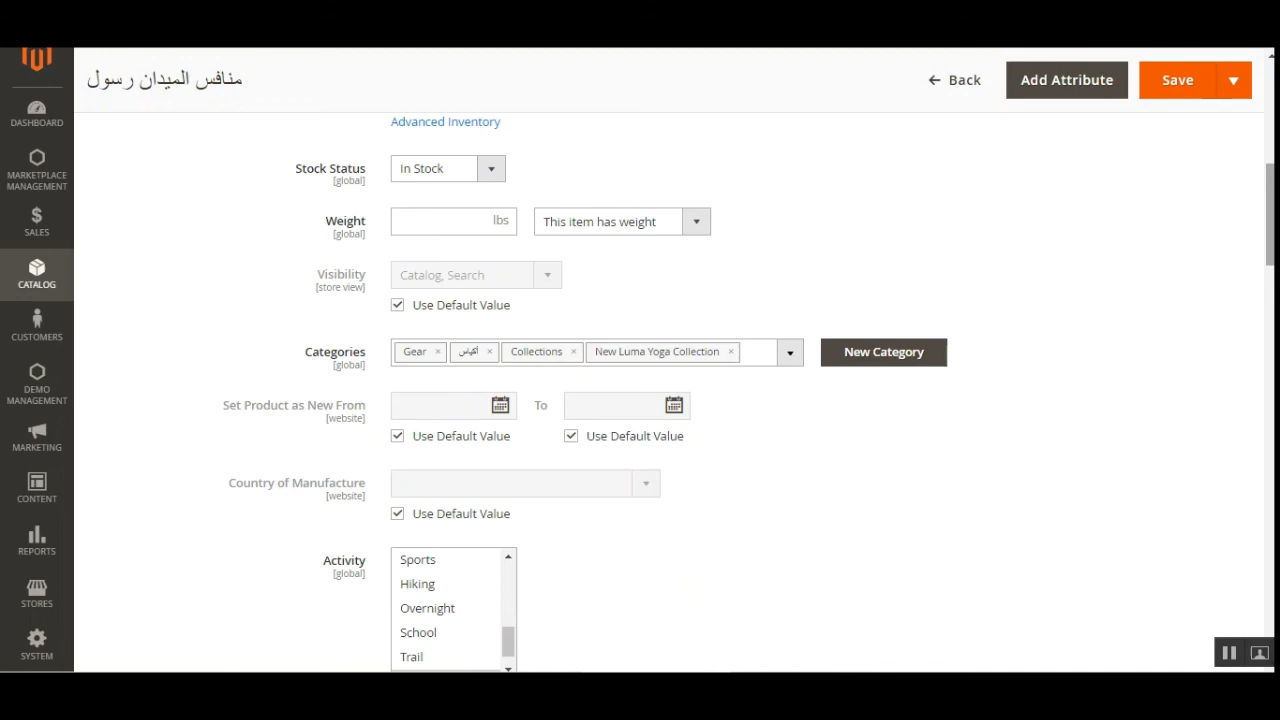 منافس الميدان رسول
Back
Add Attribute
Save
Advanced Inventory
DASHBOARD
MARKETPLACE
MANAGEMENT
SALES
CATALOG
CUSTOMERS
DEMO
MANAGEMENT
MARKETING
CONTENT
REPORTS
STORES
SYSTEM
Stock Status
[global]
In Stock
Weight
[global]
lbs
This item has weight
Visibility
[store view]
Catalog, Search
Use Default Value
Categories
[global]
Gear × أكياس × Collections × New Luma Yoga Collection ×
New Category
Set Product as New From
[website]
To
Use Default Value
Use Default Value
Country of Manufacture
[website]
Use Default Value
Activity
[global]
Sports
Hiking
Overnight
School
Trail